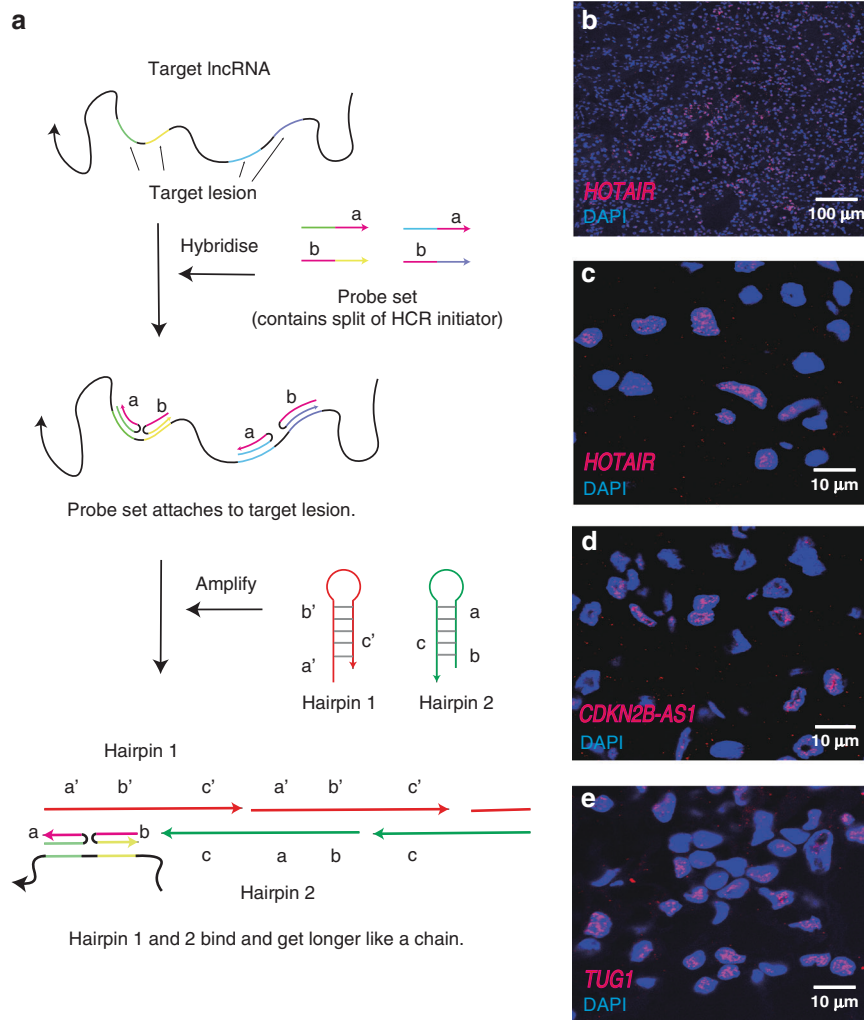 a
Target lncRNA
Target lesion
Hybridise
a
a
b
b
Probe set
(contains split of HCR initiator)
a
b
a
b
Probe set attaches to target lesion.
Amplify
b'
c'
a'
a
c
b
Hairpin 1
Hairpin 2
Hairpin 1
a'
b'
c'
a'
b'
c'
a
b
c
a
b
c
Hairpin 2
Hairpin 1 and 2 bind and get longer like a chain.
b
HOTAIR
DAPI
100 μm
c
HOTAIR
DAPI
10 μm
d
CDKN2B-AS1
DAPI
10 μm
e
TUG1
DAPI
10 μm